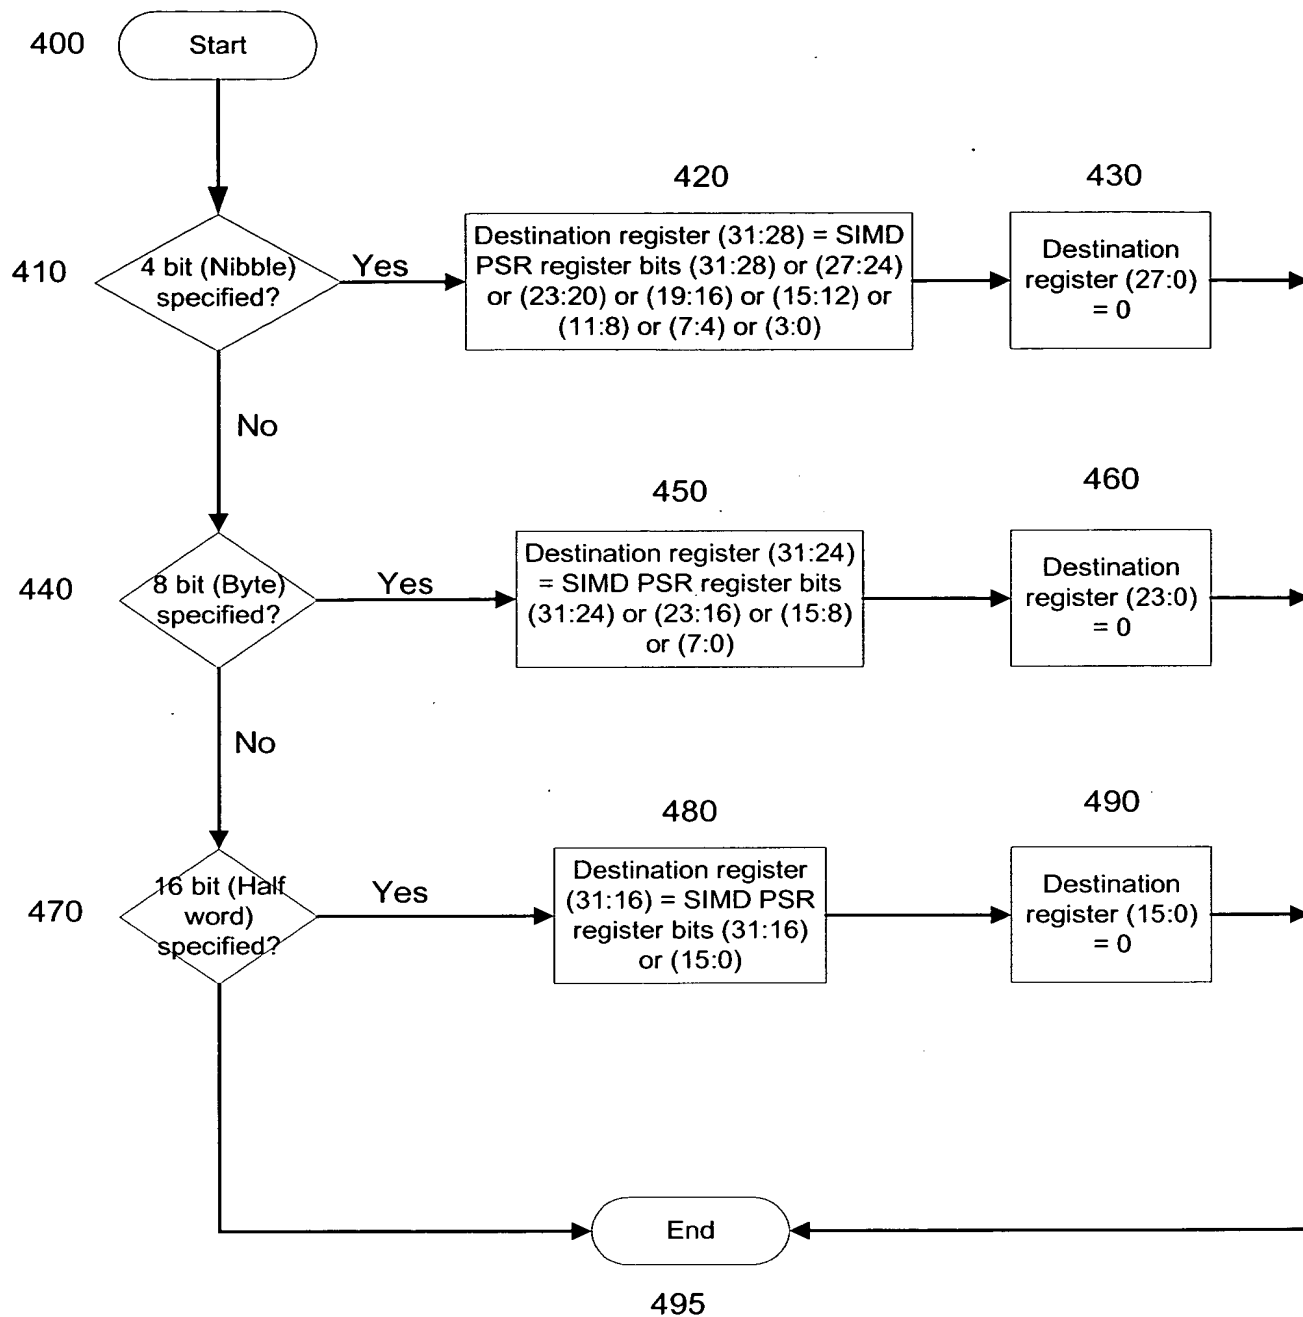 400
Start
420
430
410
4 bit (Nibble)
specified?
Yes
Destination register (31:28) = SIMD
PSR register bits (31:28) or (27:24)
or (23:20) or (19:16) or (15:12) or
(11:8) or (7:4) or (3:0)
Destination
register (27:0)
= 0
No
450
460
440
8 bit (Byte)
specified?
Yes
Destination register (31:24)
= SIMD PSR register bits
(31:24) or (23:16) or (15:8)
or (7:0)
Destination
register (23:0)
= 0
No
480
490
470
16 bit (Half
word)
specified?
Yes
Destination register
(31:16) = SIMD PSR
register bits (31:16)
or (15:0)
Destination
register (15:0)
= 0
End
495